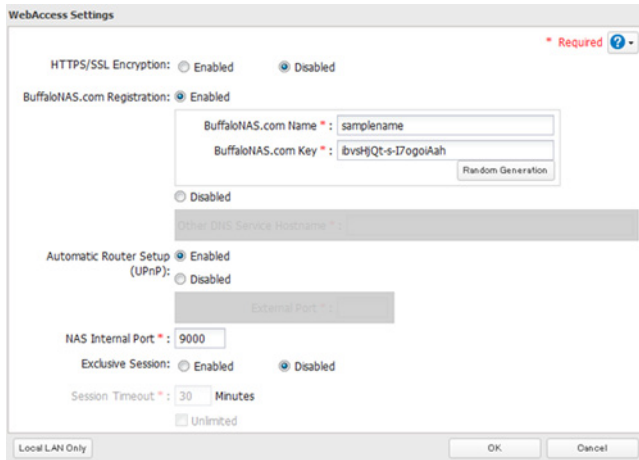 WebAccess Settings
* Required
HTTPS/SSL Encryption: Enabled Disabled
BuffaloNAS.com Registration: Enabled
BuffaloNAS.com Name * : samplename
BuffaloNAS.com Key * : ibvsHJQt-s-I7ogoiAah
Random Generation
Disabled
Other DNS Service Hostname * :
Automatic Router Setup (UPnP): Enabled
Disabled
External Port * :
NAS Internal Port * : 9000
Exclusive Session: Enabled Disabled
Session Timeout * : 30 Minutes
Unlimited
Local LAN Only OK Cancel